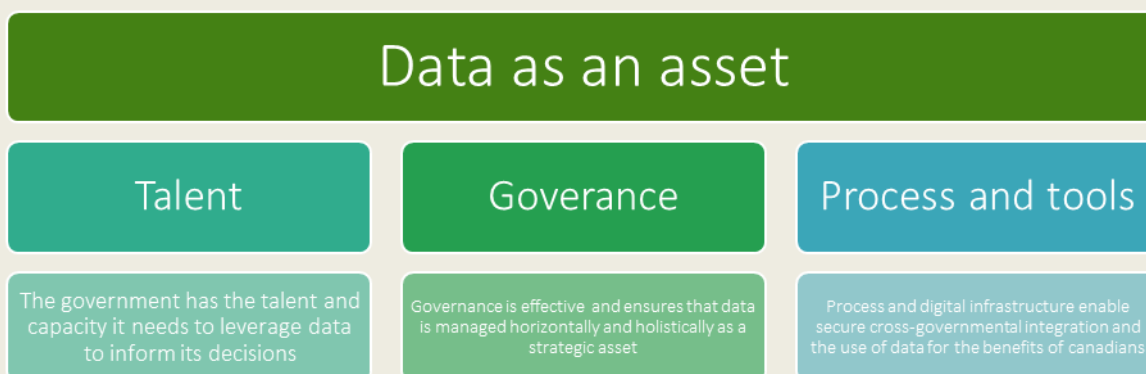 Data as an asset
Talent
Goverance
Process and tools
The government has the talent and
capacity it needs to leverage data
to inform its decisions
Governance is effective and ensures that data
is managed horizontally and holistically as a
strategic asset
Process and digital infrastructure enable
secure cross-governmental integration and
the use of data for the benefits of canadians